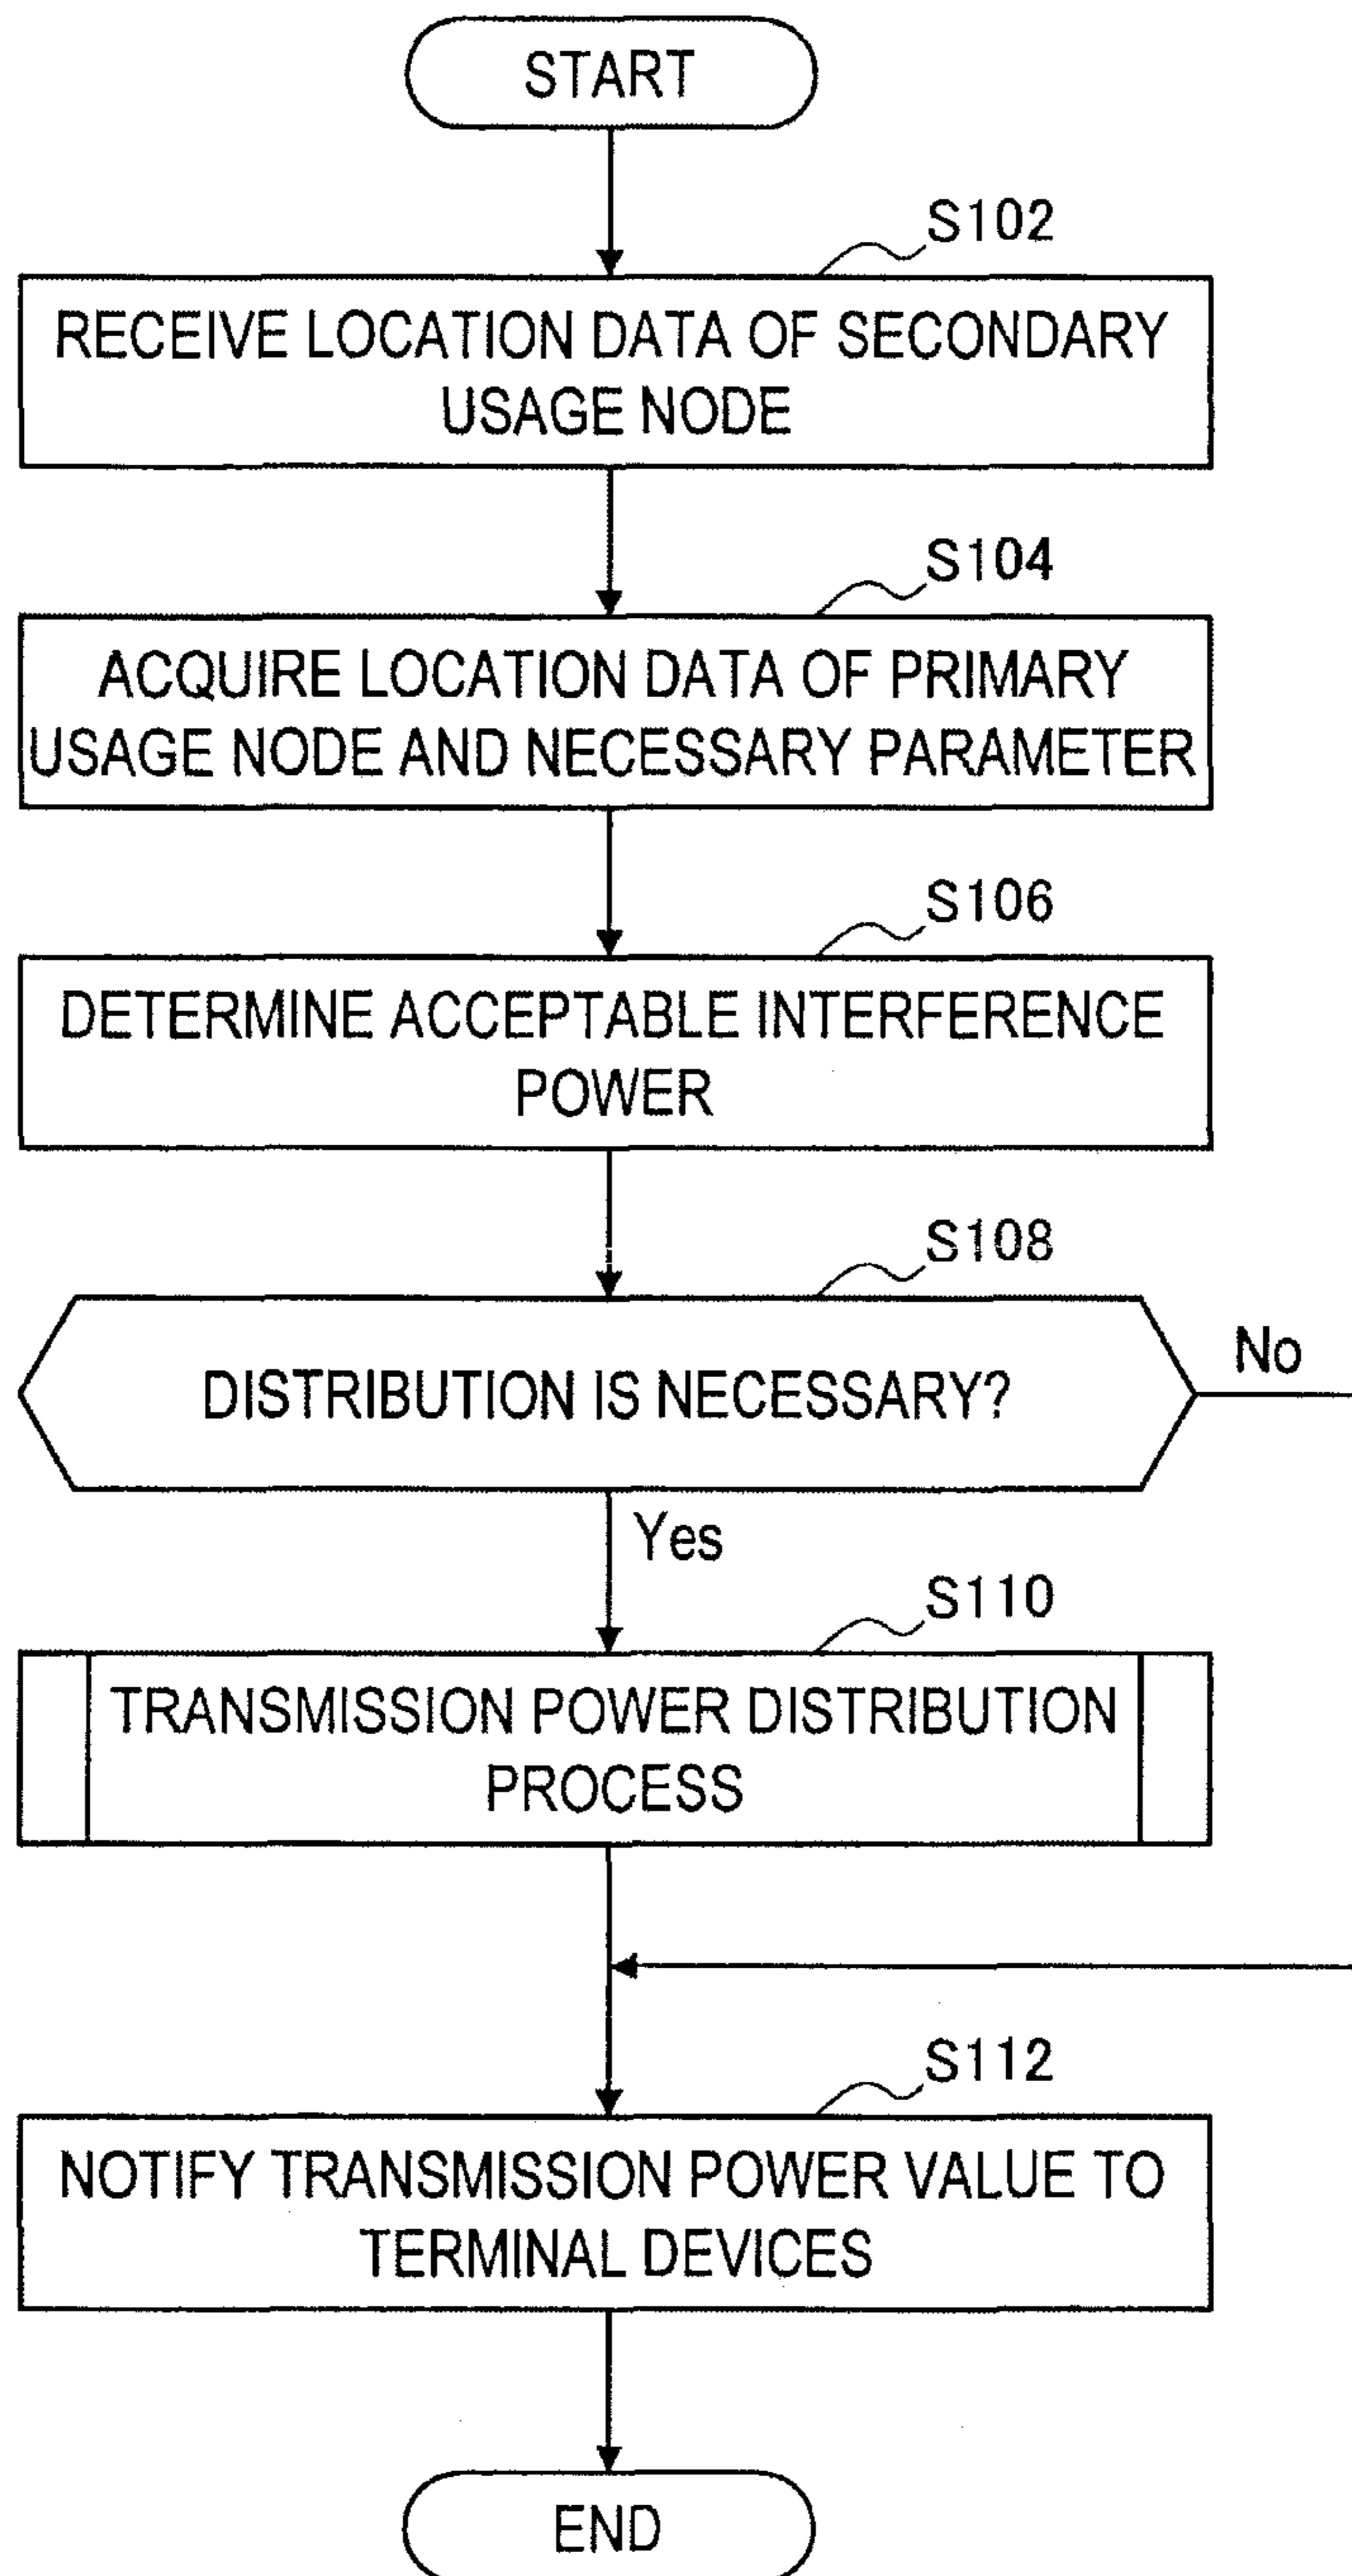 START
S102
RECEIVE LOCATION DATA OF SECONDARY
USAGE NODE
S104
ACQUIRE LOCATION DATA OF PRIMARY
USAGE NODE AND NECESSARY PARAMETER
S106
DETERMINE ACCEPTABLE INTERFERENCE
POWER
S108
DISTRIBUTION IS NECESSARY?
No
Yes
S110
TRANSMISSION POWER DISTRIBUTION
PROCESS
S112
NOTIFY TRANSMISSION POWER VALUE TO
TERMINAL DEVICES
END